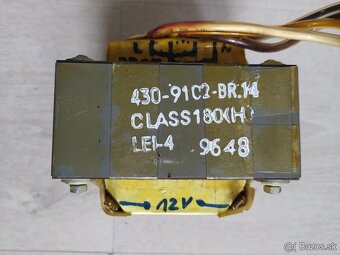 430-91C2-BR.14
CLASS180(H)
LEI-4 9648
12V
Bazos.sk